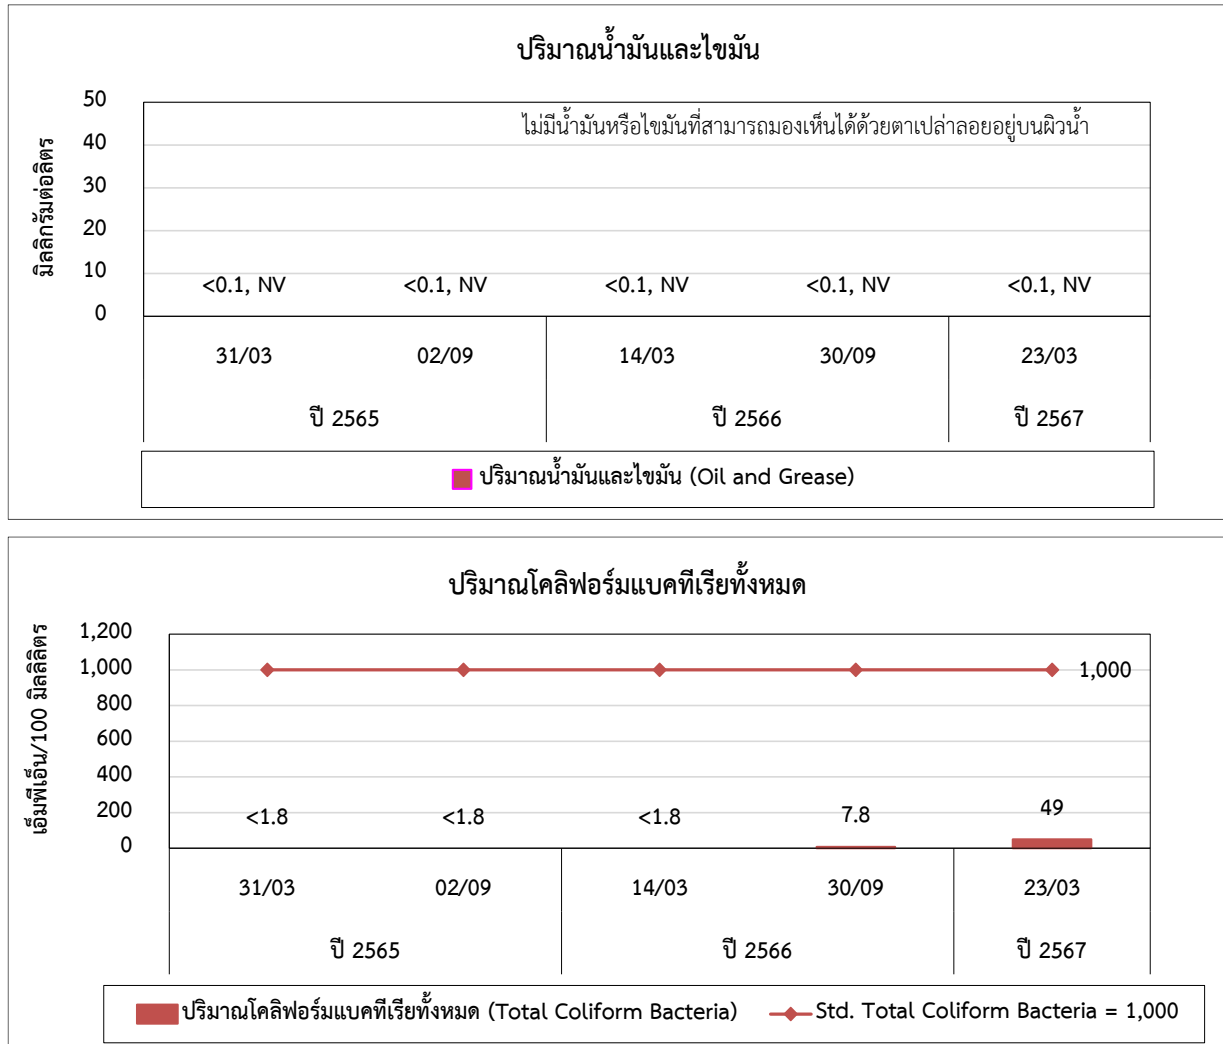 ปริมาณน้ำมันและไขมัน
มิลลิกรัมต่อลิตร
50
40
30
20
10
0
ไม่มีน้ำมันหรือไขมันที่สามารถมองเห็นได้ด้วยตาเปล่าลอยอยู่บนผิวน้ำ
<0.1, NV <0.1, NV <0.1, NV <0.1, NV <0.1, NV
31/03 02/09 14/03 30/09 23/03
ปี 2565 ปี 2566 ปี 2567
ปริมาณน้ำมันและไขมัน (Oil and Grease)
ปริมาณโคลิฟอร์มแบคทีเรียทั้งหมด
เอ็มพีเอ็น/100 มิลลิลิตร
1,200
1,000
800
600
400
200
0
1,000
<1.8 <1.8 <1.8 7.8 49
31/03 02/09 14/03 30/09 23/03
ปี 2565 ปี 2566 ปี 2567
ปริมาณโคลิฟอร์มแบคทีเรียทั้งหมด (Total Coliform Bacteria) Std. Total Coliform Bacteria = 1,000